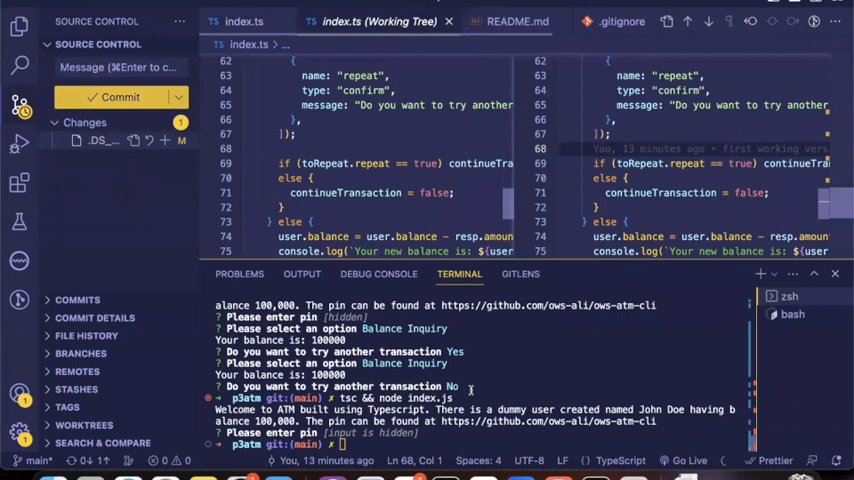 SOURCE CONTROL
index.ts
index.ts (Working Tree)
README.md
.gitignore
SOURCE CONTROL
index.ts > ...
Message (⌘Enter to c...
Commit
Changes
1
.DS_...
M
62 {
63 name: "repeat",
64 type: "confirm",
65 message: "Do you want to try another
66 },
67 ]);
68
69 if (toRepeat.repeat == true) continueTra
70 else {
71 continueTransaction = false;
72 }
73 } else {
74 user.balance = user.balance - resp.amoun
75 console.log(`Your new balance is: ${use
62 {
63 name: "repeat",
64 type: "confirm",
65 message: "Do you want to try another
66 },
67 ]);
68 You, 13 minutes ago • first working vers
69 if (toRepeat.repeat == true) continueTra
70 else {
71 continueTransaction = false;
72 }
73 } else {
74 user.balance = user.balance - resp.amoun
75 console.log(`Your new balance is: ${use
PROBLEMS
OUTPUT
DEBUG CONSOLE
TERMINAL
GITLENS
zsh
bash
alance 100,000. The pin can be found at https://github.com/ows-ali/ows-atm-cli
? Please enter pin [hidden]
? Please select an option Balance Inquiry
Your balance is: 100000
? Do you want to try another transaction Yes
? Please select an option Balance Inquiry
Your balance is: 100000
? Do you want to try another transaction No
➜ p3atm git:(main) ✗ tsc && node index.js
Welcome to ATM built using Typescript. There is a dummy user created named John Doe having b
alance 100,000. The pin can be found at https://github.com/ows-ali/ows-atm-cli
? Please enter pin [input is hidden]
➜ p3atm git:(main) ✗
COMMITS
COMMIT DETAILS
FILE HISTORY
BRANCHES
REMOTES
STASHES
TAGS
WORKTREES
SEARCH & COMPARE
1
1
main*
0↓ 1↑
0 0
You, 13 minutes ago
Ln 68, Col 1
Spaces: 4
UTF-8
LF
{} TypeScript
Go Live
Prettier